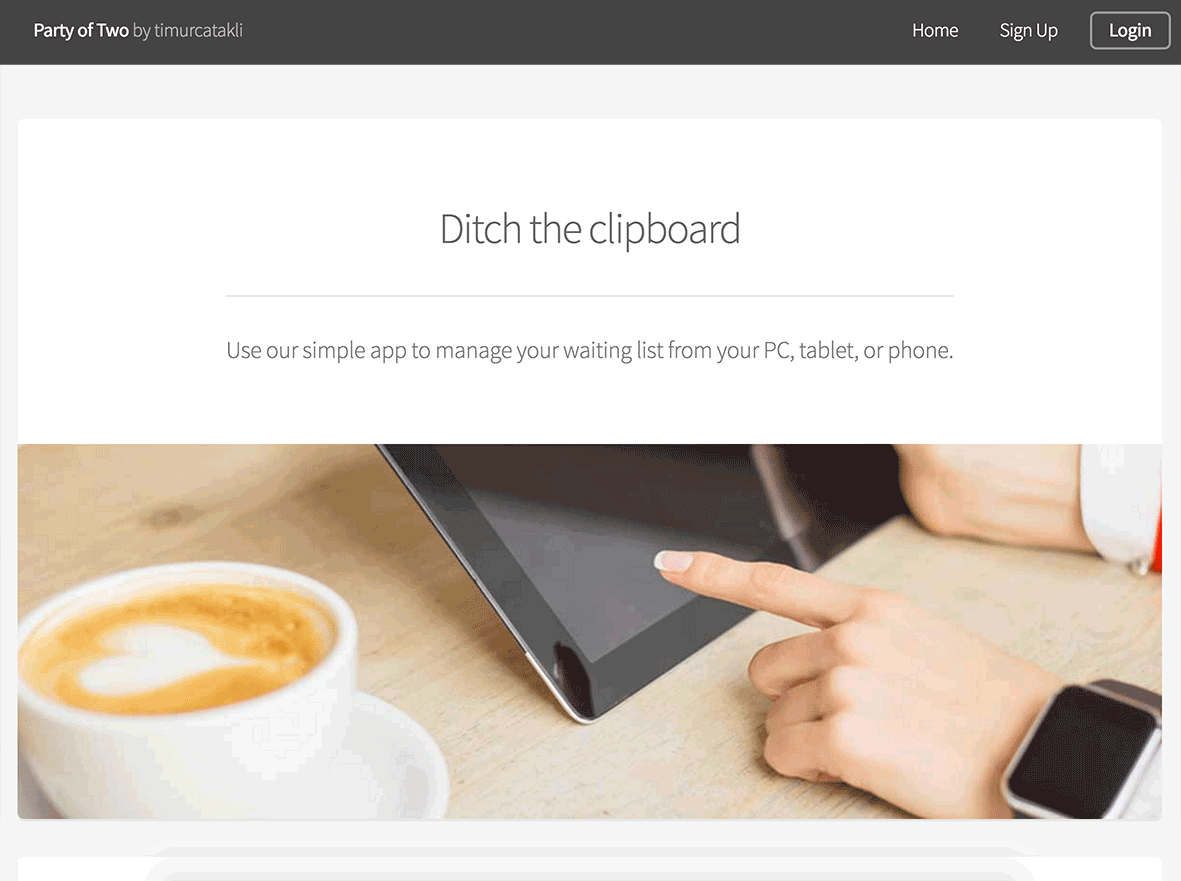 Party of Two by timurcatakli
Home
Sign Up
Login
Ditch the clipboard
Use our simple app to manage your waiting list from your PC, tablet, or phone.